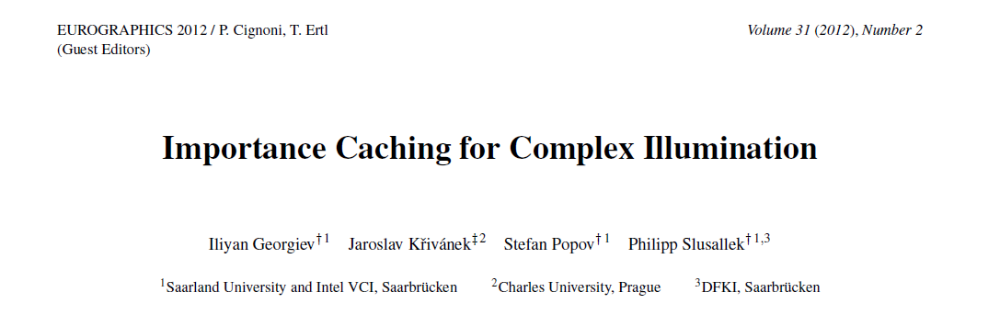 EUROGRAPHICS 2012 / P. Cignoni, T. Ertl
(Guest Editors)
Volume 31 (2012), Number 2
Importance Caching for Complex Illumination
Iliyan Georgiev†1 Jaroslav Křivánek‡2 Stefan Popov†1 Philipp Slusallek†1,3
1Saarland University and Intel VCI, Saarbrücken 2Charles University, Prague 3DFKI, Saarbrücken